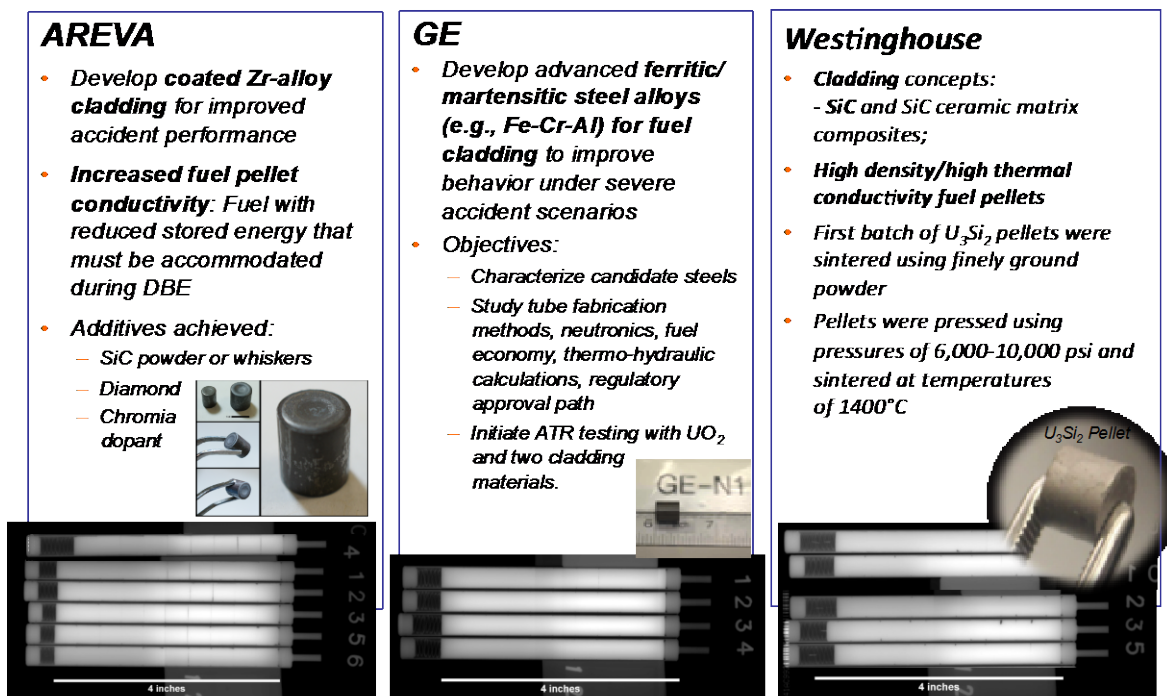 AREVA
• Develop coated Zr-alloy
cladding for improved
accident performance
• Increased fuel pellet
conductivity: Fuel with
reduced stored energy that
must be accommodated
during DBE
• Additives achieved:
– SiC powder or whiskers
– Diamond
– Chromia
dopant
C
4
1
2
3
5
6
4 inches
GE
• Develop advanced ferritic/
martensitic steel alloys
(e.g., Fe-Cr-Al) for fuel
cladding to improve
behavior under severe
accident scenarios
• Objectives:
– Characterize candidate steels
– Study tube fabrication
methods, neutronics, fuel
economy, thermo-hydraulic
calculations, regulatory
approval path
– Initiate ATR testing with UO2
and two cladding
materials.
GE-N1
6 7
1
2
3
4
1
4 inches
Westinghouse
• Cladding concepts:
- SiC and SiC ceramic matrix
composites;
• High density/high thermal
conductivity fuel pellets
• First batch of U3Si2 pellets were
sintered using finely ground
powder
• Pellets were pressed using
pressures of 6,000-10,000 psi and
sintered at temperatures
of 1400°C
U3Si2 Pellet
1
2
3
5
4 inches